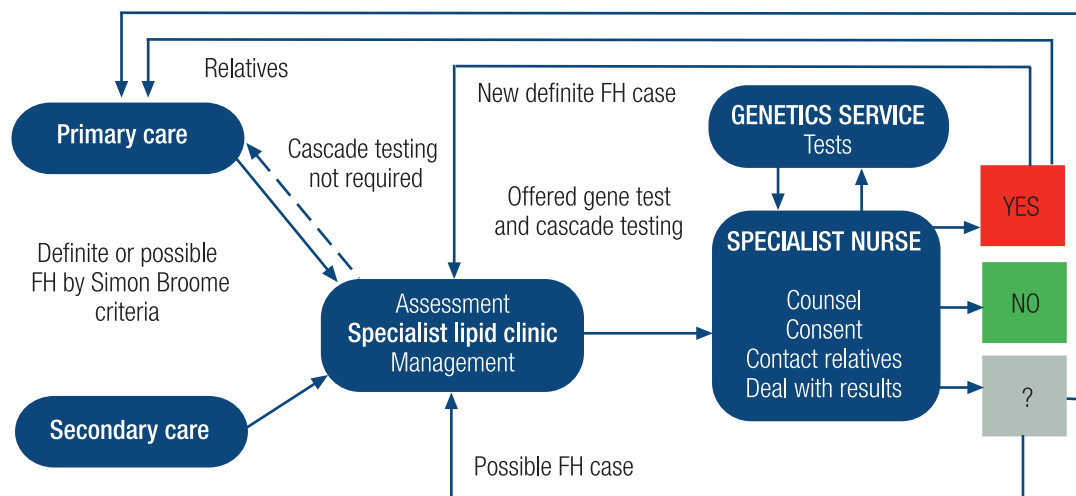 Relatives
New definite FH case
GENETICS SERVICE
Tests
Primary care
Cascade testing
not required
Offered gene test
and cascade testing
YES
SPECIALIST NURSE
Counsel
Consent
Contact relatives
Deal with results
Definite or possible
FH by Simon Broome
criteria
Assessment
Specialist lipid clinic
Management
NO
?
Secondary care
Possible FH case